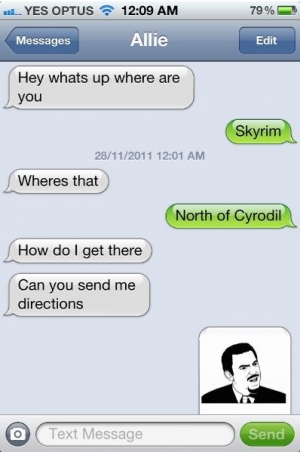 YES OPTUS 12:09 AM 79%
Messages Allie Edit
Hey whats up where are
you
Skyrim
28/11/2011 12:01 AM
Wheres that
North of Cyrodil
How do I get there
Can you send me
directions
Text Message Send